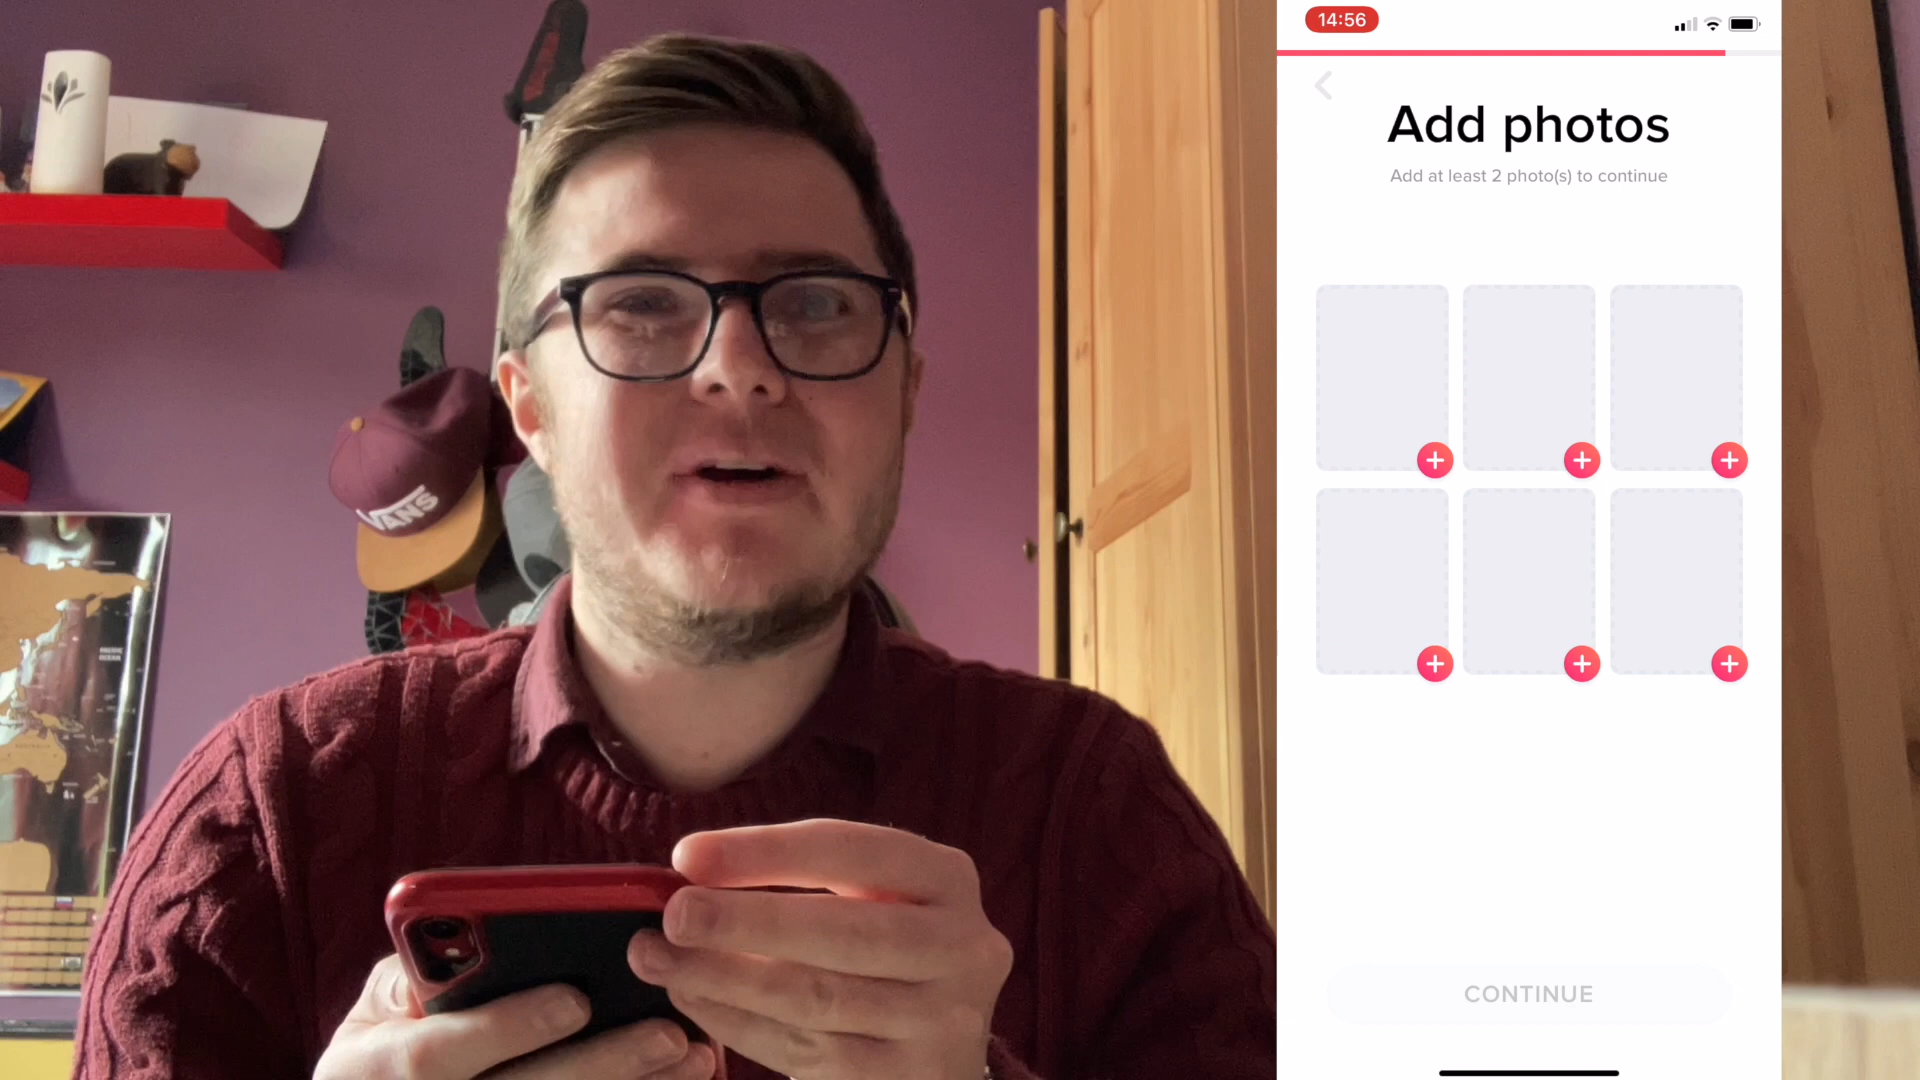 14:56
Add photos
Add at least 2 photo(s) to continue
VANS
CONTINUE